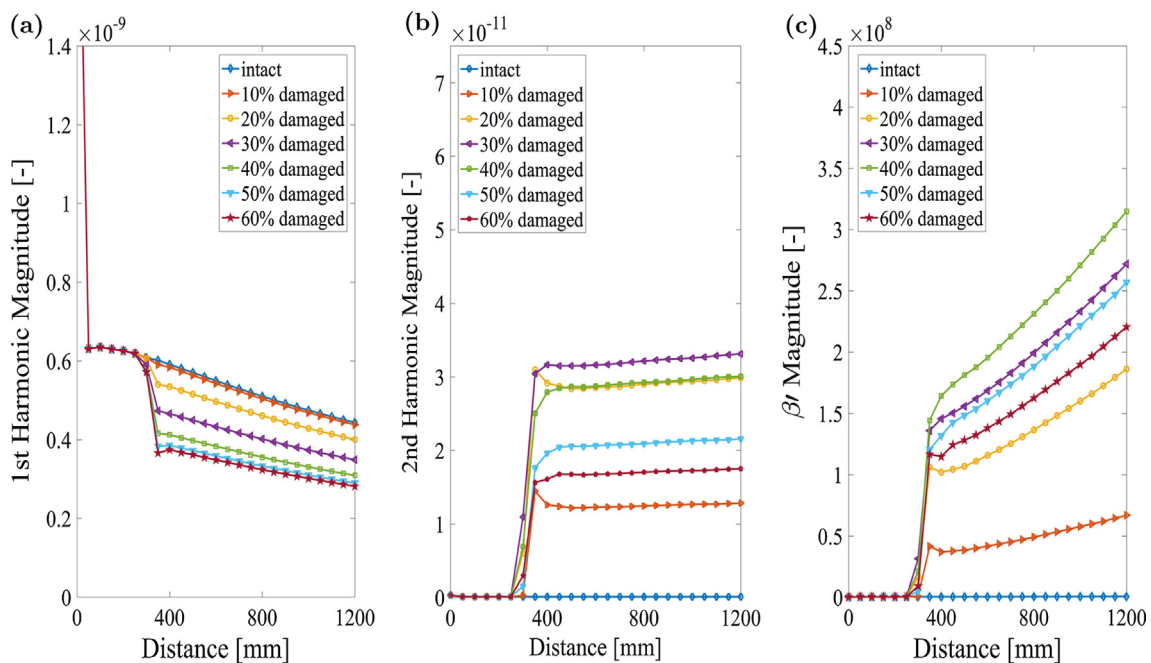 (a)
×10⁻⁹
1.4
1.2
1
0.8
0.6
0.4
0.2
0
1st Harmonic Magnitude [-]
intact
10% damaged
20% damaged
30% damaged
40% damaged
50% damaged
60% damaged
0
400
800
1200
Distance [mm]
(b)
×10⁻¹¹
7
6
5
4
3
2
1
0
2nd Harmonic Magnitude [-]
intact
10% damaged
20% damaged
30% damaged
40% damaged
50% damaged
60% damaged
0
400
800
1200
Distance [mm]
(c)
×10⁸
4.5
4
3.5
3
2.5
2
1.5
1
0.5
0
β′ Magnitude [-]
intact
10% damaged
20% damaged
30% damaged
40% damaged
50% damaged
60% damaged
0
400
800
1200
Distance [mm]